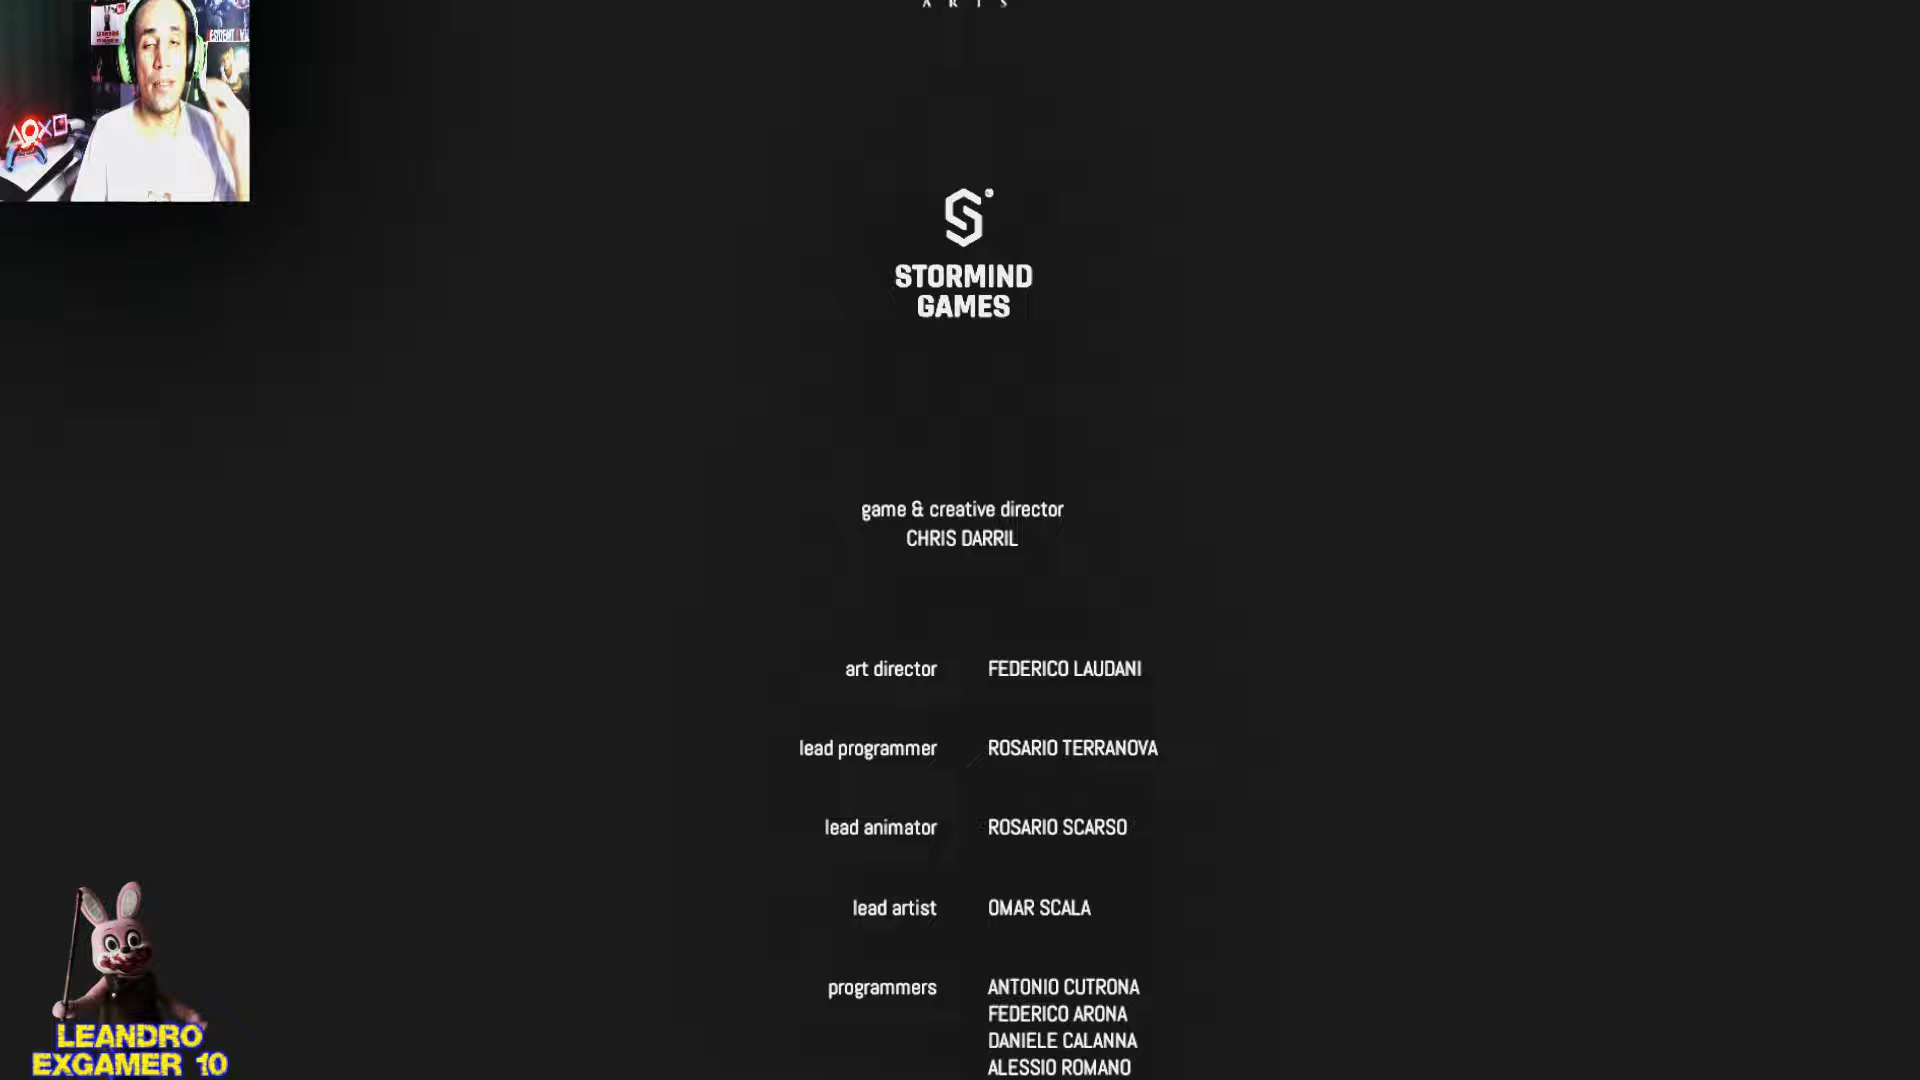 ARTS
STORMIND
GAMES
game & creative director
CHRIS DARRIL
art director FEDERICO LAUDANI
lead programmer ROSARIO TERRANOVA
lead animator ROSARIO SCARSO
lead artist OMAR SCALA
programmers ANTONIO CUTRONA
FEDERICO ARONA
DANIELE CALANNA
ALESSIO ROMANO
LEANDRO
EXGAMER 10